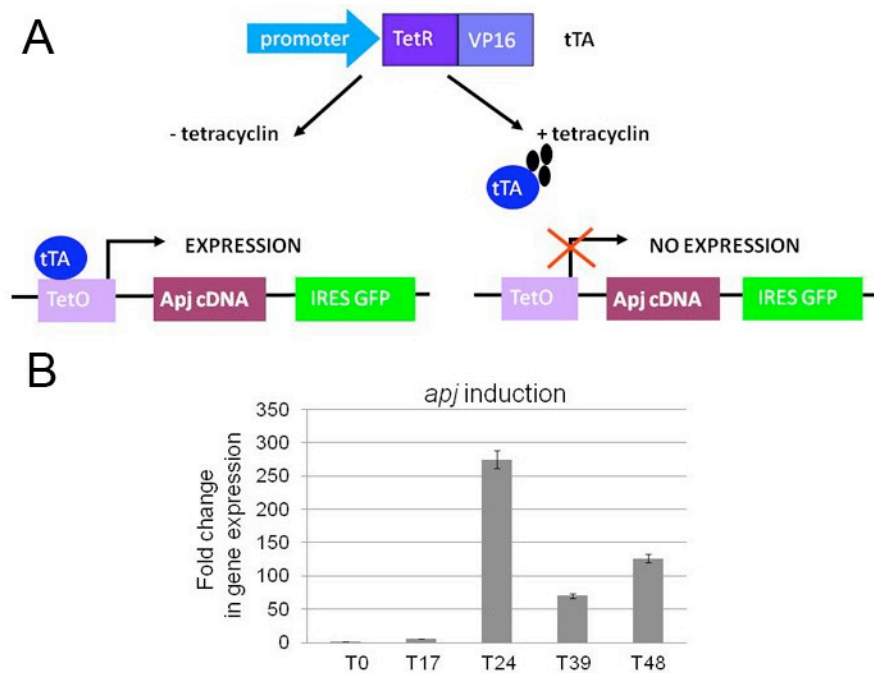 A
promoter TetR VP16 tTA
- tetracyclin + tetracyclin
tTA
tTA EXPRESSION NO EXPRESSION
TetO Apj cDNA IRES GFP TetO Apj cDNA IRES GFP
B
apj induction
Fold change
in gene expression
350
300
250
200
150
100
50
0
T0 T17 T24 T39 T48